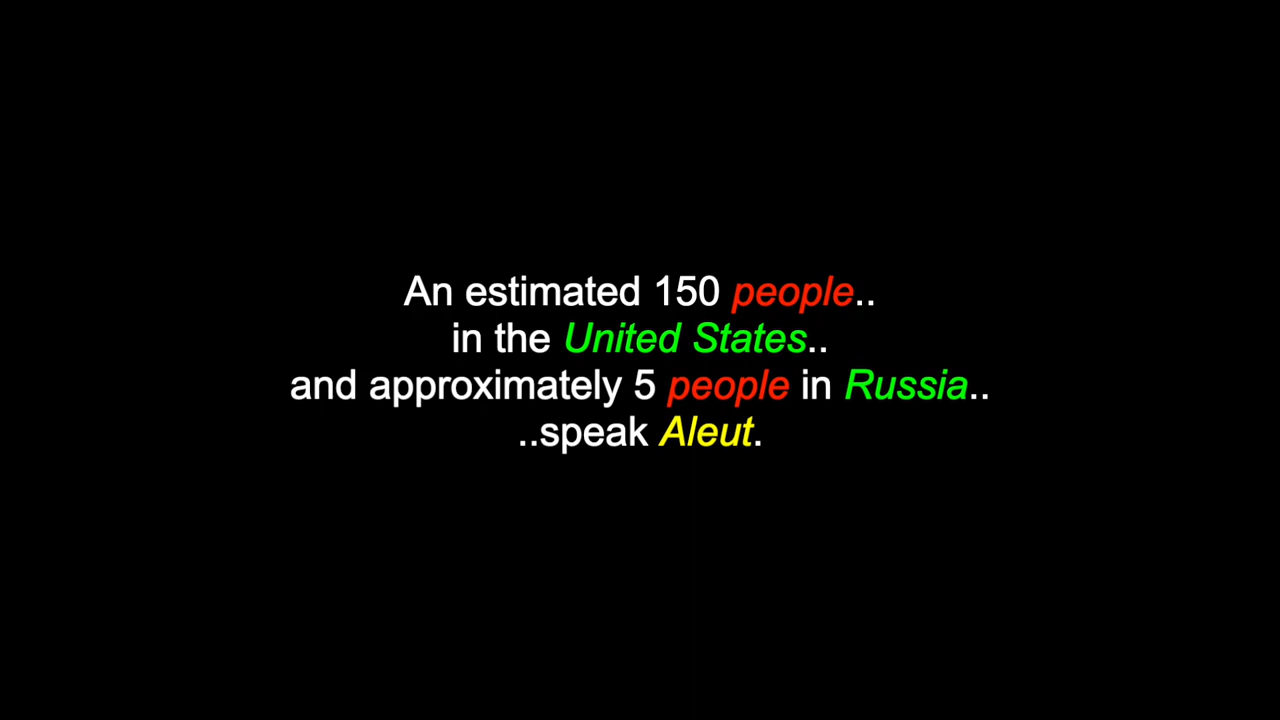 An estimated 150 people..
in the United States..
and approximately 5 people in Russia..
..speak Aleut.